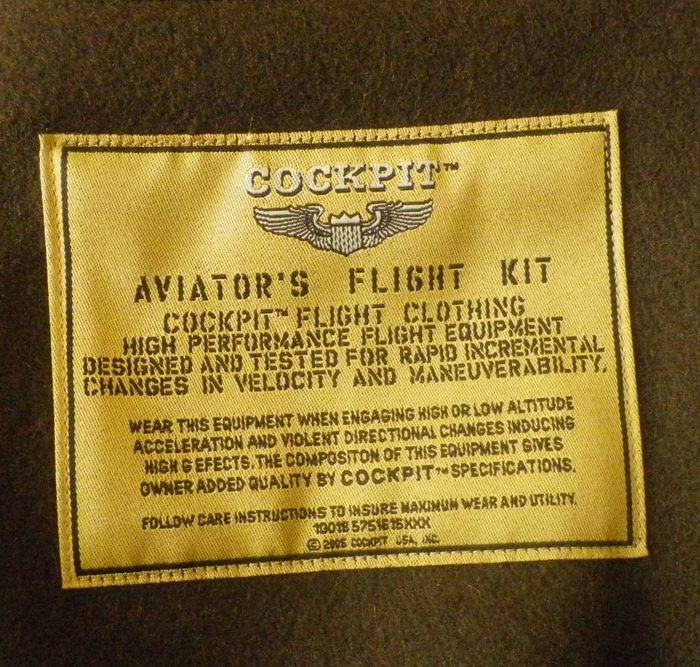 COCKPIT™
AVIATOR'S FLIGHT KIT
COCKPIT™ FLIGHT CLOTHING
HIGH PERFORMANCE FLIGHT EQUIPMENT
DESIGNED AND TESTED FOR RAPID INCREMENTAL
CHANGES IN VELOCITY AND MANEUVERABILITY.
WEAR THIS EQUIPMENT WHEN ENGAGING HIGH OR LOW ALTITUDE
ACCELERATION AND VIOLENT DIRECTIONAL CHANGES INDUCING
HIGH G EFECTS. THE COMPOSITON OF THIS EQUIPMENT GIVES
OWNER ADDED QUALITY BY COCKPIT™ SPECIFICATIONS.
FOLLOW CARE INSTRUCTIONS TO INSURE MAXIMUM WEAR AND UTILITY.
© COCKPIT USA, INC.